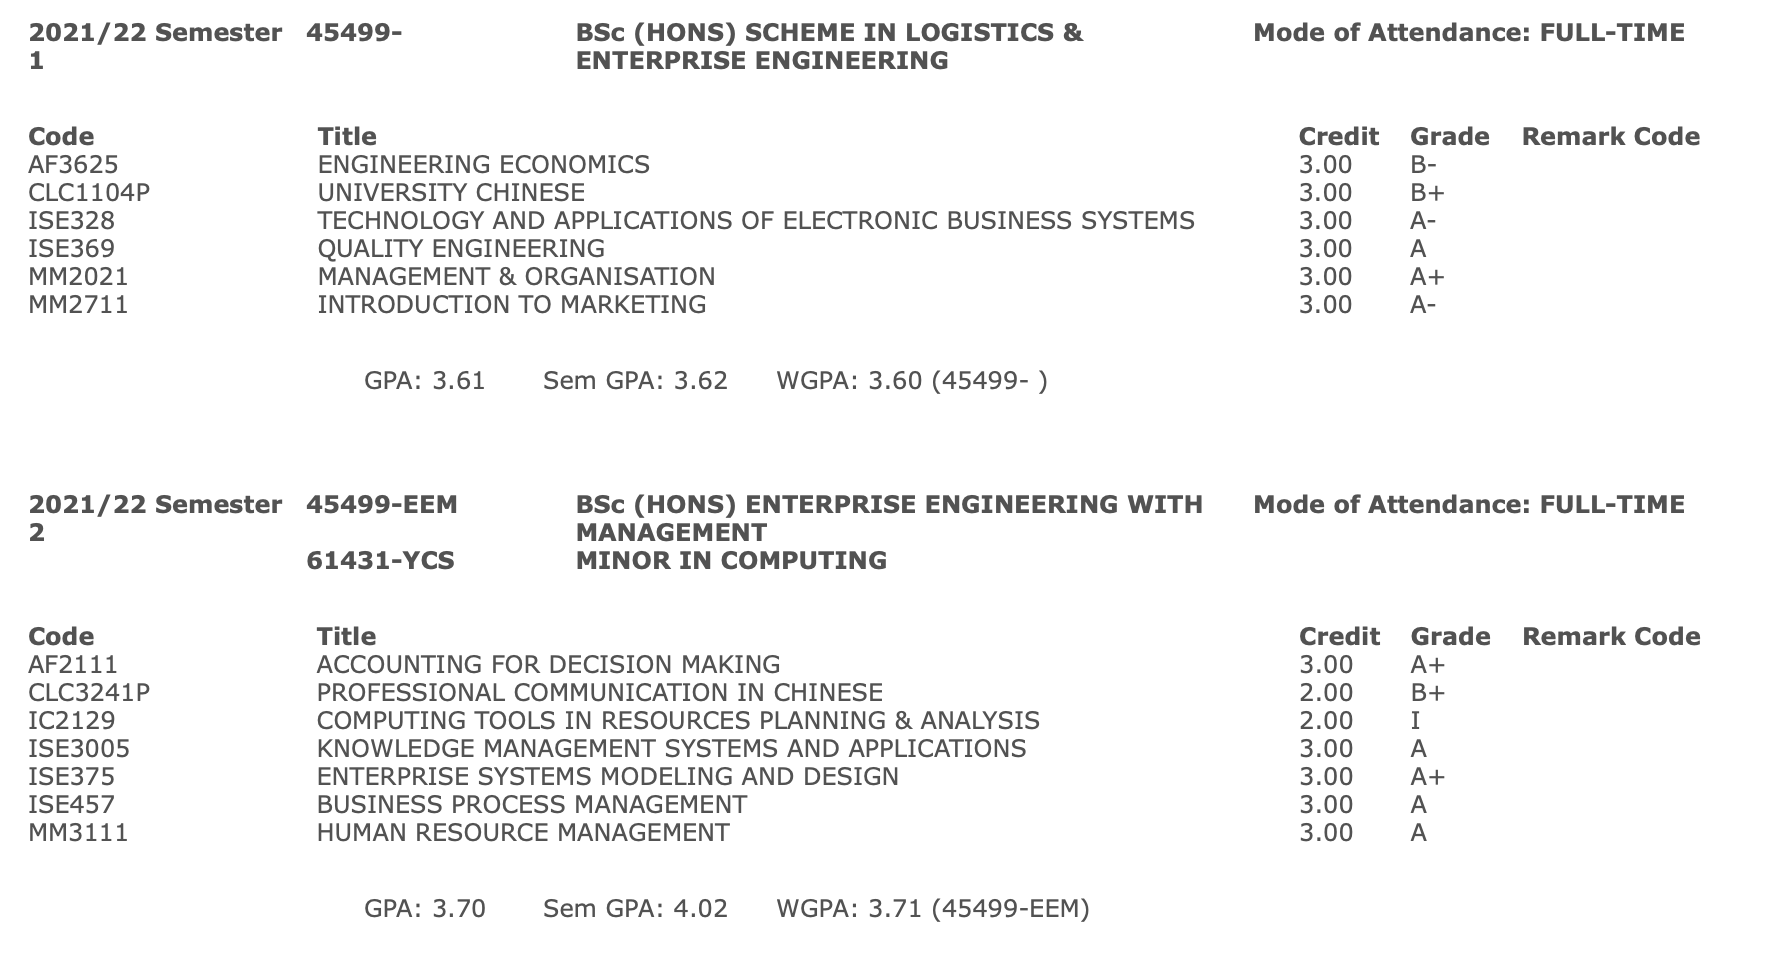 2021/22 Semester 45499- BSc (HONS) SCHEME IN LOGISTICS & Mode of Attendance: FULL-TIME
1 ENTERPRISE ENGINEERING
Code Title Credit Grade Remark Code
AF3625 ENGINEERING ECONOMICS 3.00 B-
CLC1104P UNIVERSITY CHINESE 3.00 B+
ISE328 TECHNOLOGY AND APPLICATIONS OF ELECTRONIC BUSINESS SYSTEMS 3.00 A-
ISE369 QUALITY ENGINEERING 3.00 A
MM2021 MANAGEMENT & ORGANISATION 3.00 A+
MM2711 INTRODUCTION TO MARKETING 3.00 A-
GPA: 3.61 Sem GPA: 3.62 WGPA: 3.60 (45499- )
2021/22 Semester 45499-EEM BSc (HONS) ENTERPRISE ENGINEERING WITH Mode of Attendance: FULL-TIME
2 MANAGEMENT
61431-YCS MINOR IN COMPUTING
Code Title Credit Grade Remark Code
AF2111 ACCOUNTING FOR DECISION MAKING 3.00 A+
CLC3241P PROFESSIONAL COMMUNICATION IN CHINESE 2.00 B+
IC2129 COMPUTING TOOLS IN RESOURCES PLANNING & ANALYSIS 2.00 I
ISE3005 KNOWLEDGE MANAGEMENT SYSTEMS AND APPLICATIONS 3.00 A
ISE375 ENTERPRISE SYSTEMS MODELING AND DESIGN 3.00 A+
ISE457 BUSINESS PROCESS MANAGEMENT 3.00 A
MM3111 HUMAN RESOURCE MANAGEMENT 3.00 A
GPA: 3.70 Sem GPA: 4.02 WGPA: 3.71 (45499-EEM)